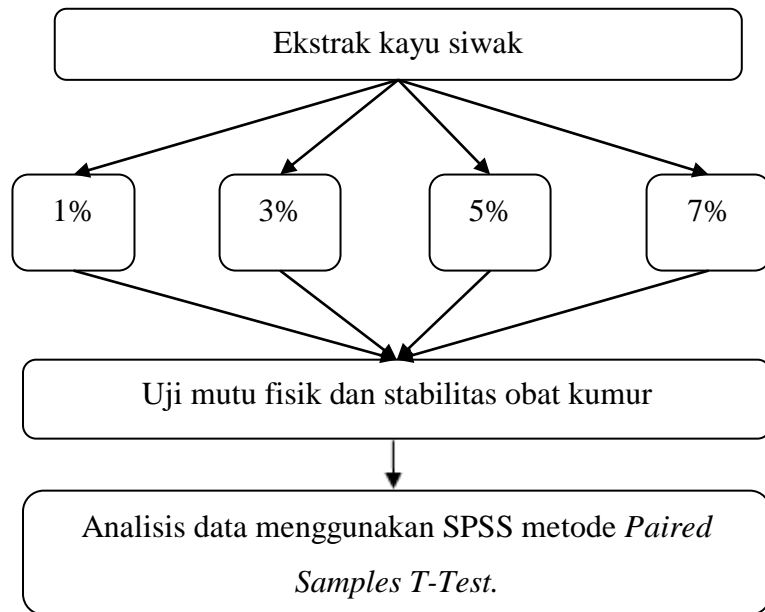 Ekstrak kayu siwak
1%
3%
5%
7%
Uji mutu fisik dan stabilitas obat kumur
Analisis data menggunakan SPSS metode Paired
Samples T-Test.